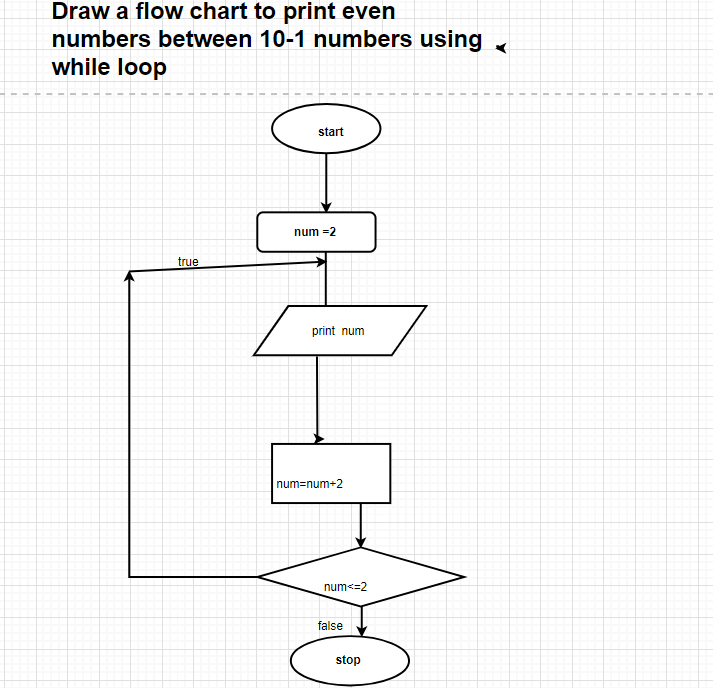 Draw a flow chart to print even
numbers between 10-1 numbers using
while loop
start
num =2
true
print  num
num=num+2
num<=2
false
stop